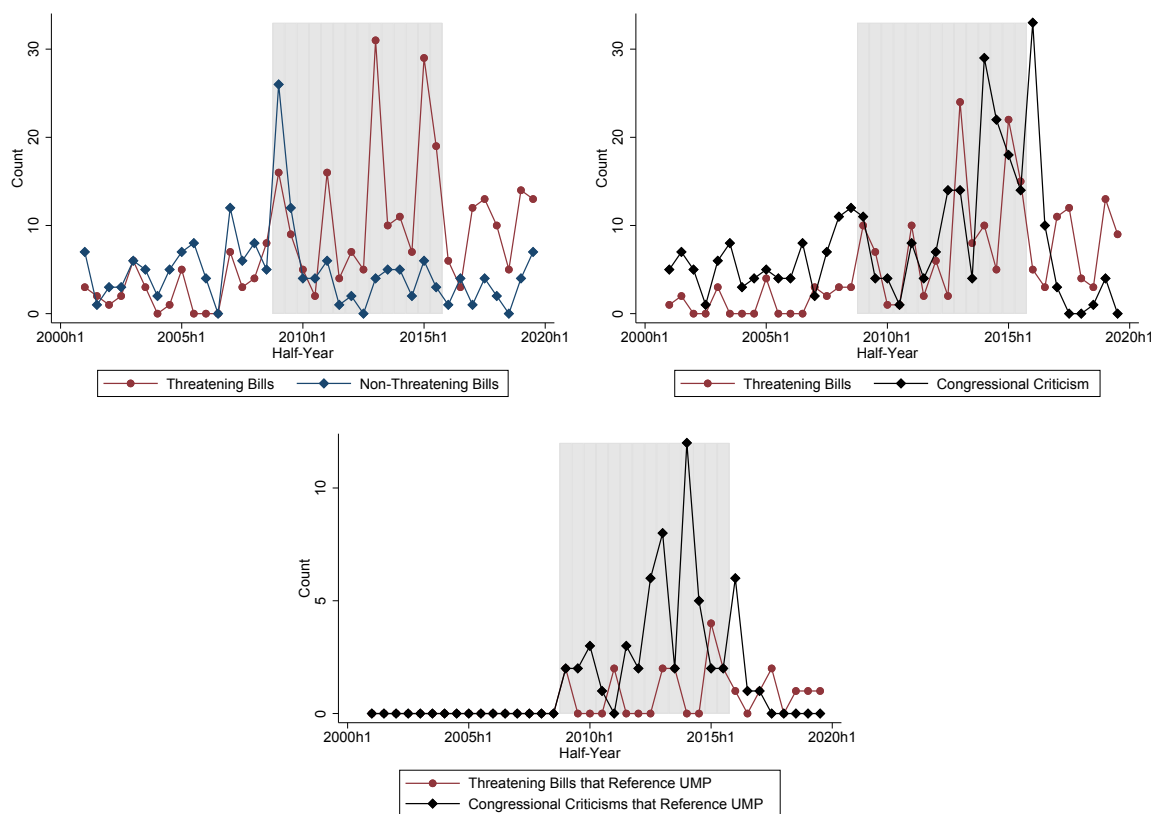 30
20
Count
10
0
2000h1 2005h1 2010h1 2015h1 2020h1
Half-Year
Threatening Bills Non-Threatening Bills
30
20
Count
10
0
2000h1 2005h1 2010h1 2015h1 2020h1
Half-Year
Threatening Bills Congressional Criticism
10
Count
5
0
2000h1 2005h1 2010h1 2015h1 2020h1
Half-Year
Threatening Bills that Reference UMP
Congressional Criticisms that Reference UMP